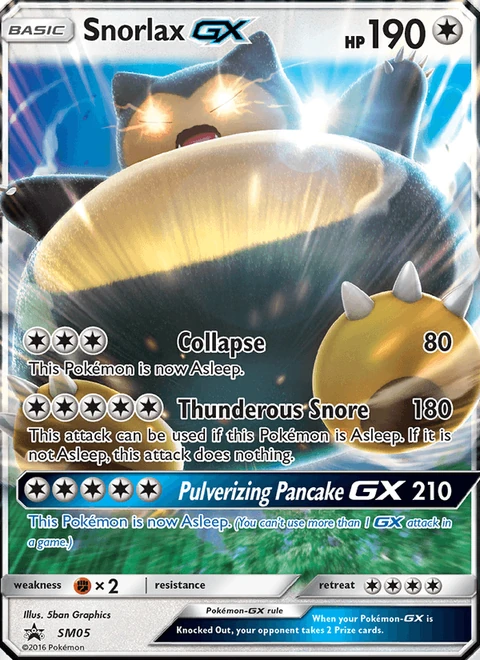 BASIC Snorlax GX HP 190
Collapse 80
This Pokémon is now Asleep.
Thunderous Snore 180
This attack can be used if this Pokémon is Asleep. If it is
not Asleep, this attack does nothing.
Pulverizing Pancake GX 210
This Pokémon is now Asleep. (You can't use more than 1 GX attack in
a game.)
weakness ×2 resistance retreat
Illus. 5ban Graphics
Pokémon-GX rule
When your Pokémon-GX is
Knocked Out, your opponent takes 2 Prize cards.
SM05
©2016 Pokémon